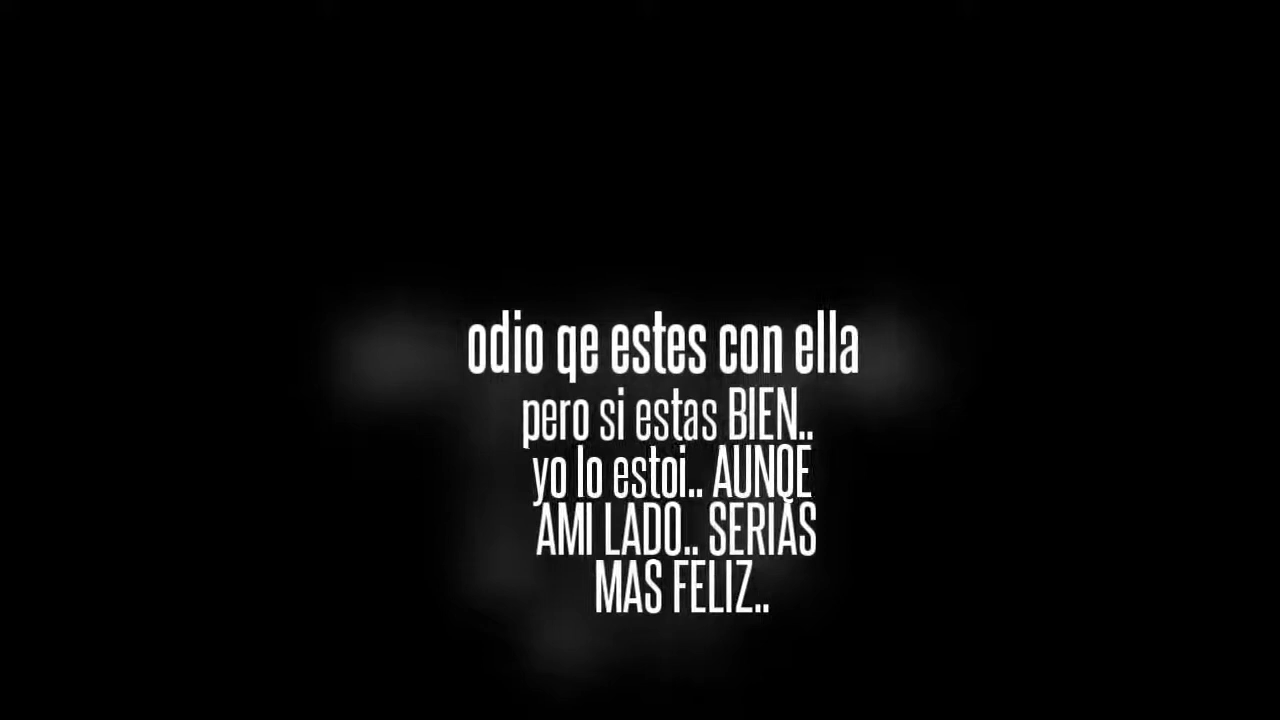 odio qe estes con ella
pero si estas BIEN..
yo lo estoi.. AUNQE
AMI LADO.. SERIAS
MAS FELIZ..